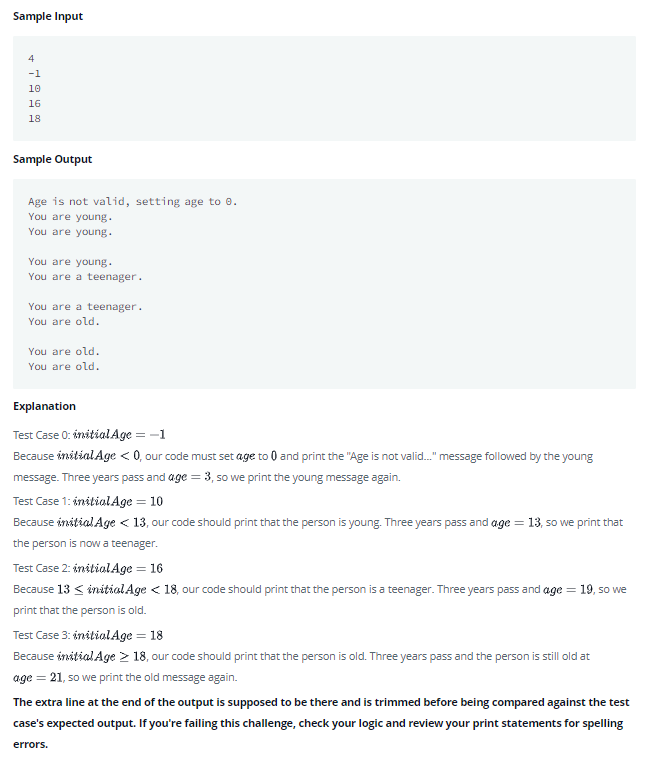 Sample Input
4
-1
10
16
18
Sample Output
Age is not valid, setting age to 0.
You are young.
You are young.
You are young.
You are a teenager.
You are a teenager.
You are old.
You are old.
You are old.
Explanation
Test Case 0: initialAge = −1
Because initialAge < 0, our code must set age to 0 and print the "Age is not valid..." message followed by the young
message. Three years pass and age = 3, so we print the young message again.
Test Case 1: initialAge = 10
Because initialAge < 13, our code should print that the person is young. Three years pass and age = 13, so we print that
the person is now a teenager.
Test Case 2: initialAge = 16
Because 13 ≤ initialAge < 18, our code should print that the person is a teenager. Three years pass and age = 19, so we
print that the person is old.
Test Case 3: initialAge = 18
Because initialAge ≥ 18, our code should print that the person is old. Three years pass and the person is still old at
age = 21, so we print the old message again.
The extra line at the end of the output is supposed to be there and is trimmed before being compared against the test
case's expected output. If you're failing this challenge, check your logic and review your print statements for spelling
errors.